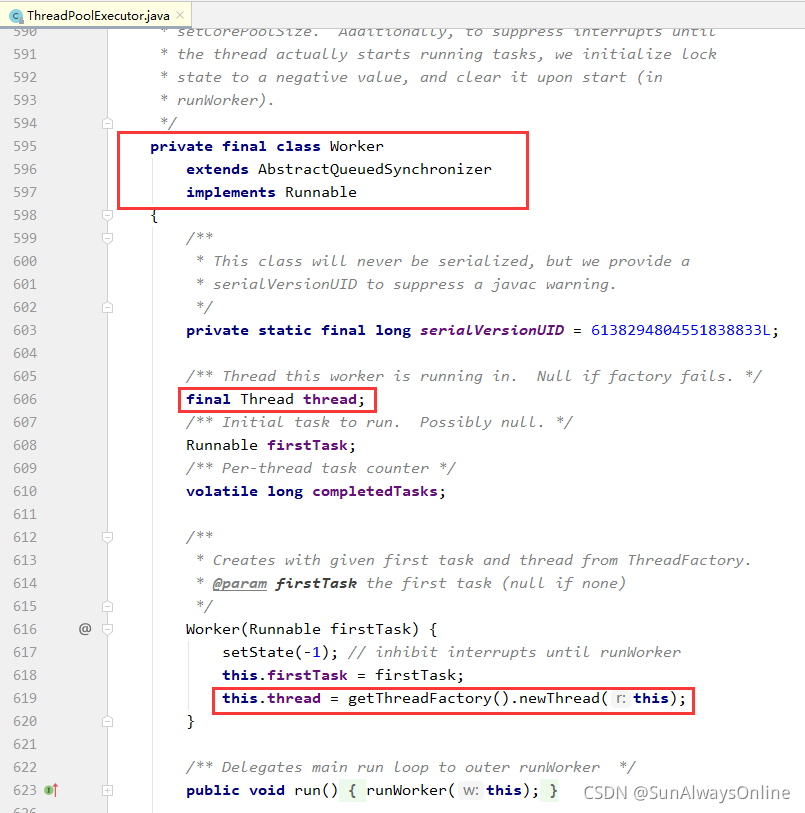 ThreadPoolExecutor.java
590 * setCorePoolSize. Additionally, to suppress interrupts until
591 * the thread actually starts running tasks, we initialize lock
592 * state to a negative value, and clear it upon start (in
593 * runWorker).
594 */
595 private final class Worker
596 extends AbstractQueuedSynchronizer
597 implements Runnable
598 {
599 /**
600 * This class will never be serialized, but we provide a
601 * serialVersionUID to suppress a javac warning.
602 */
603 private static final long serialVersionUID = 6138294804551838833L;
604
605 /** Thread this worker is running in. Null if factory fails. */
606 final Thread thread;
607 /** Initial task to run. Possibly null. */
608 Runnable firstTask;
609 /** Per-thread task counter */
610 volatile long completedTasks;
611
612 /**
613 * Creates with given first task and thread from ThreadFactory.
614 * @param firstTask the first task (null if none)
615 */
616 @ Worker(Runnable firstTask) {
617 setState(-1); // inhibit interrupts until runWorker
618 this.firstTask = firstTask;
619 this.thread = getThreadFactory().newThread( r: this);
620 }
621
622 /** Delegates main run loop to outer runWorker */
623 public void run() { runWorker( w: this); }
CSDN @SunAlwaysOnline